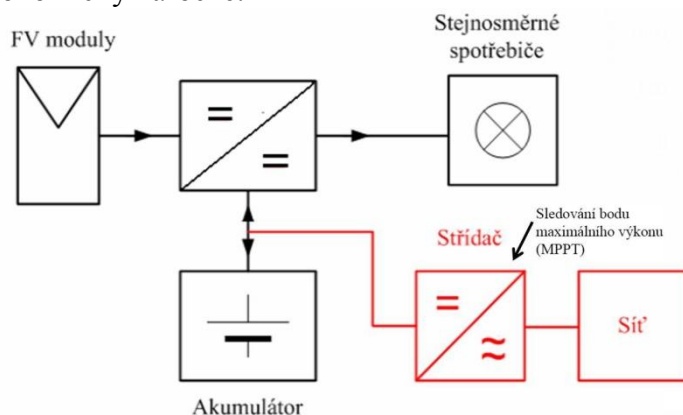 FV moduly
Stejnosměrné
spotřebiče
=
=
Sledování bodu
maximálního výkonu
(MPPT)
Střídač
=
≈
Síť
Akumulátor